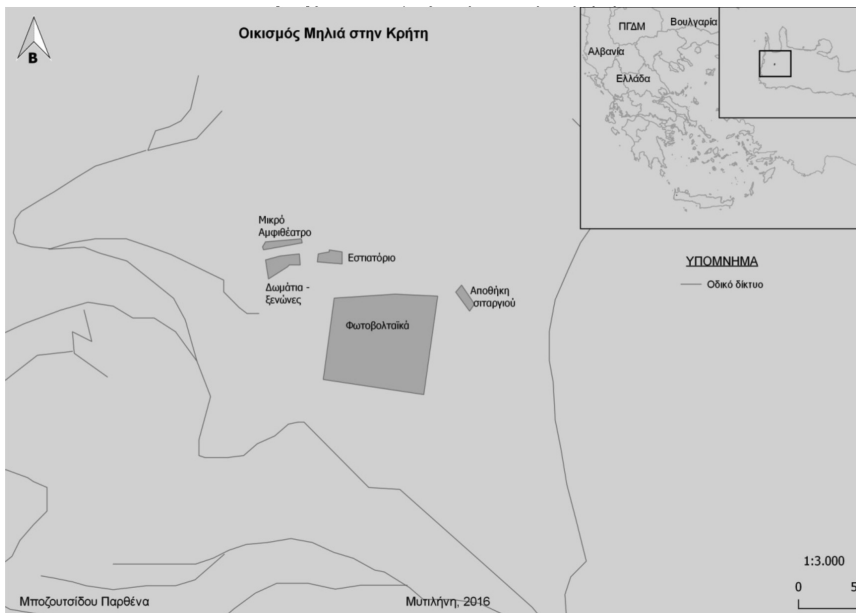 Β
Οικισμός Μηλιά στην Κρήτη
ΠΓΔΜ
Βουλγαρία
Αλβανία
Ελλάδα
Μικρό
Αμφιθέατρο
Εστιατόριο
Δωμάτια -
ξενώνες
Αποθήκη
σιταργιού
Φωτοβολταϊκά
ΥΠΟΜΝΗΜΑ
Οδικό δίκτυο
1:3.000
0 5
Μποζουτσίδου Παρθένα
Μυτιλήνη, 2016